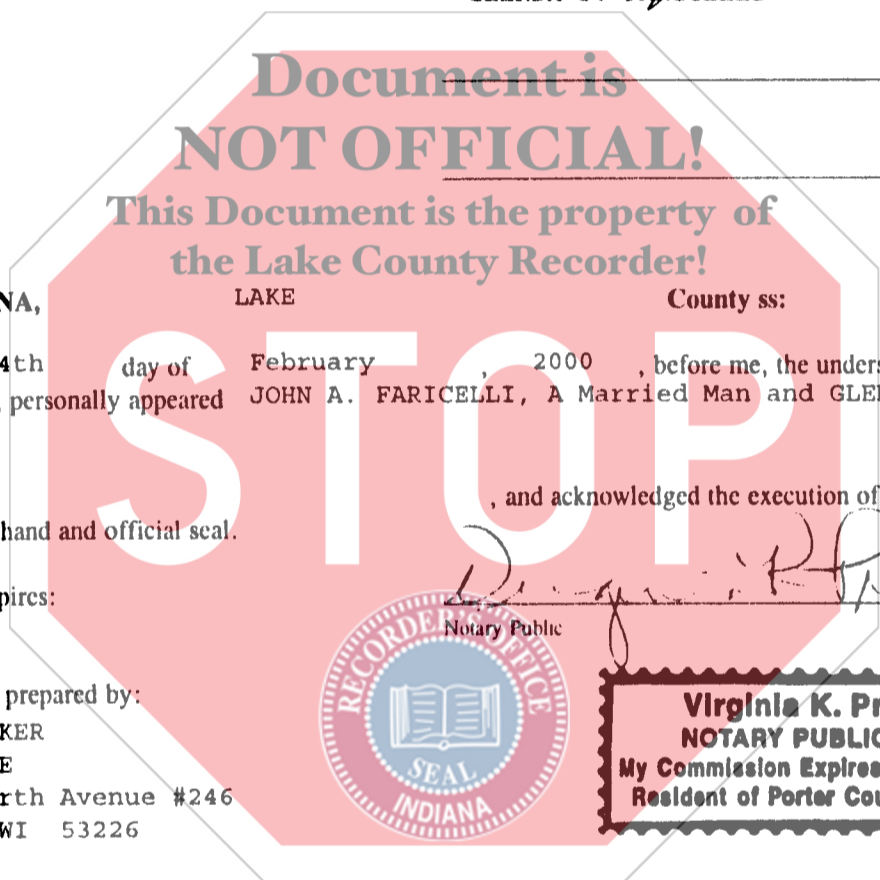 Document is
NOT OFFICIAL!
This Document is the property of
the Lake County Recorder!
NA, LAKE County ss:
4th day of February , 2000 , before me, the unders
, personally appeared JOHN A. FARICELLI, A Married Man and GLE
STOP
, and acknowledged the execution of
hand and official seal.
pires:
Notary Public
RECORDER'S OFFICE
SEAL
INDIANA
prepared by:
KER
E
rth Avenue #246
WI 53226
Virginia K. Pr
NOTARY PUBLIC
My Commission Expires
Resident of Porter Cou